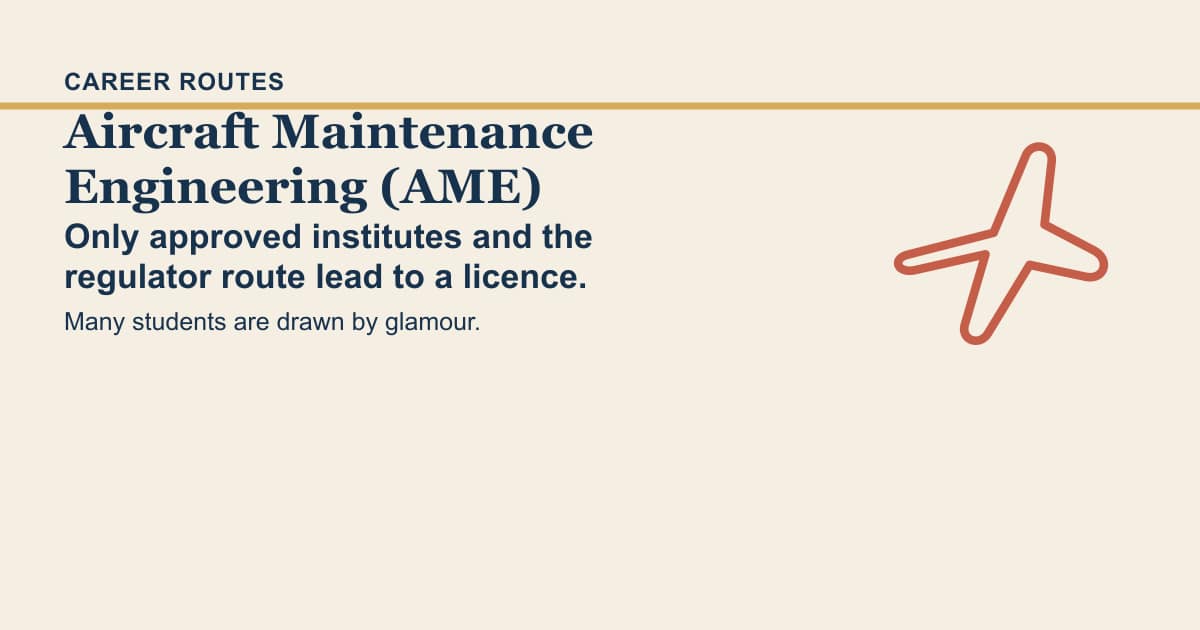 CAREER ROUTES
Aircraft Maintenance
Engineering (AME)
Only approved institutes and the
regulator route lead to a licence.
Many students are drawn by glamour.